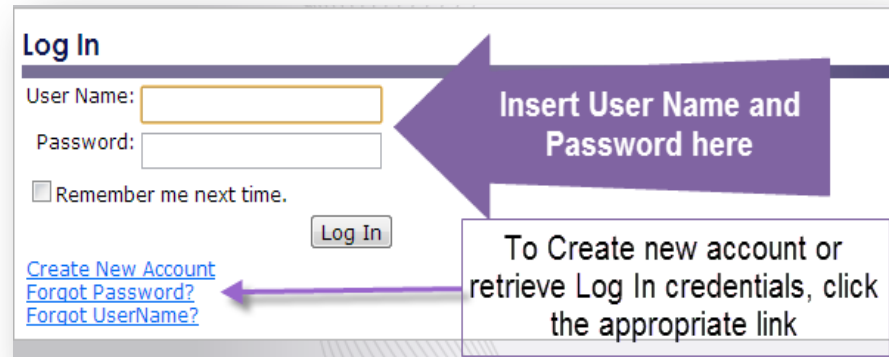 Log In
User Name:
Insert User Name and
Password here
Password:
Remember me next time.
Log In
To Create new account or
retrieve Log In credentials, click
the appropriate link
Create New Account
Forgot Password?
Forgot UserName?